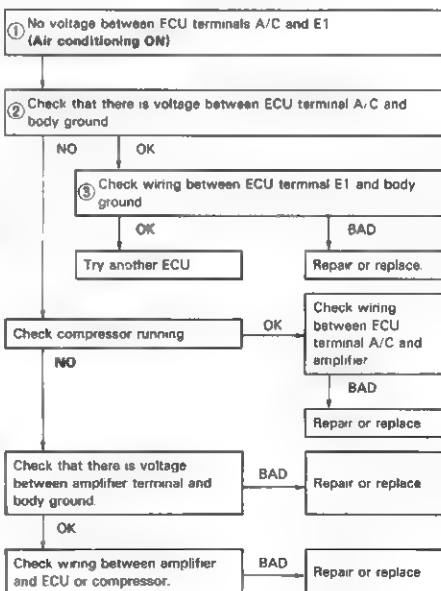 ① No voltage between ECU terminals A/C and E1
(Air conditioning ON)
② Check that there is voltage between ECU terminal A/C and
body ground
NO
OK
③ Check wiring between ECU terminal E1 and body
ground
OK
BAD
Try another ECU
Repair or replace.
Check compressor running
OK
Check wiring
between ECU
terminal A/C and
amplifier
NO
BAD
Repair or replace
Check that there is voltage
between amplifier terminal and
body ground.
BAD
Repair or replace
OK
Check wiring between amplifier
and ECU or compressor.
BAD
Repair or replace